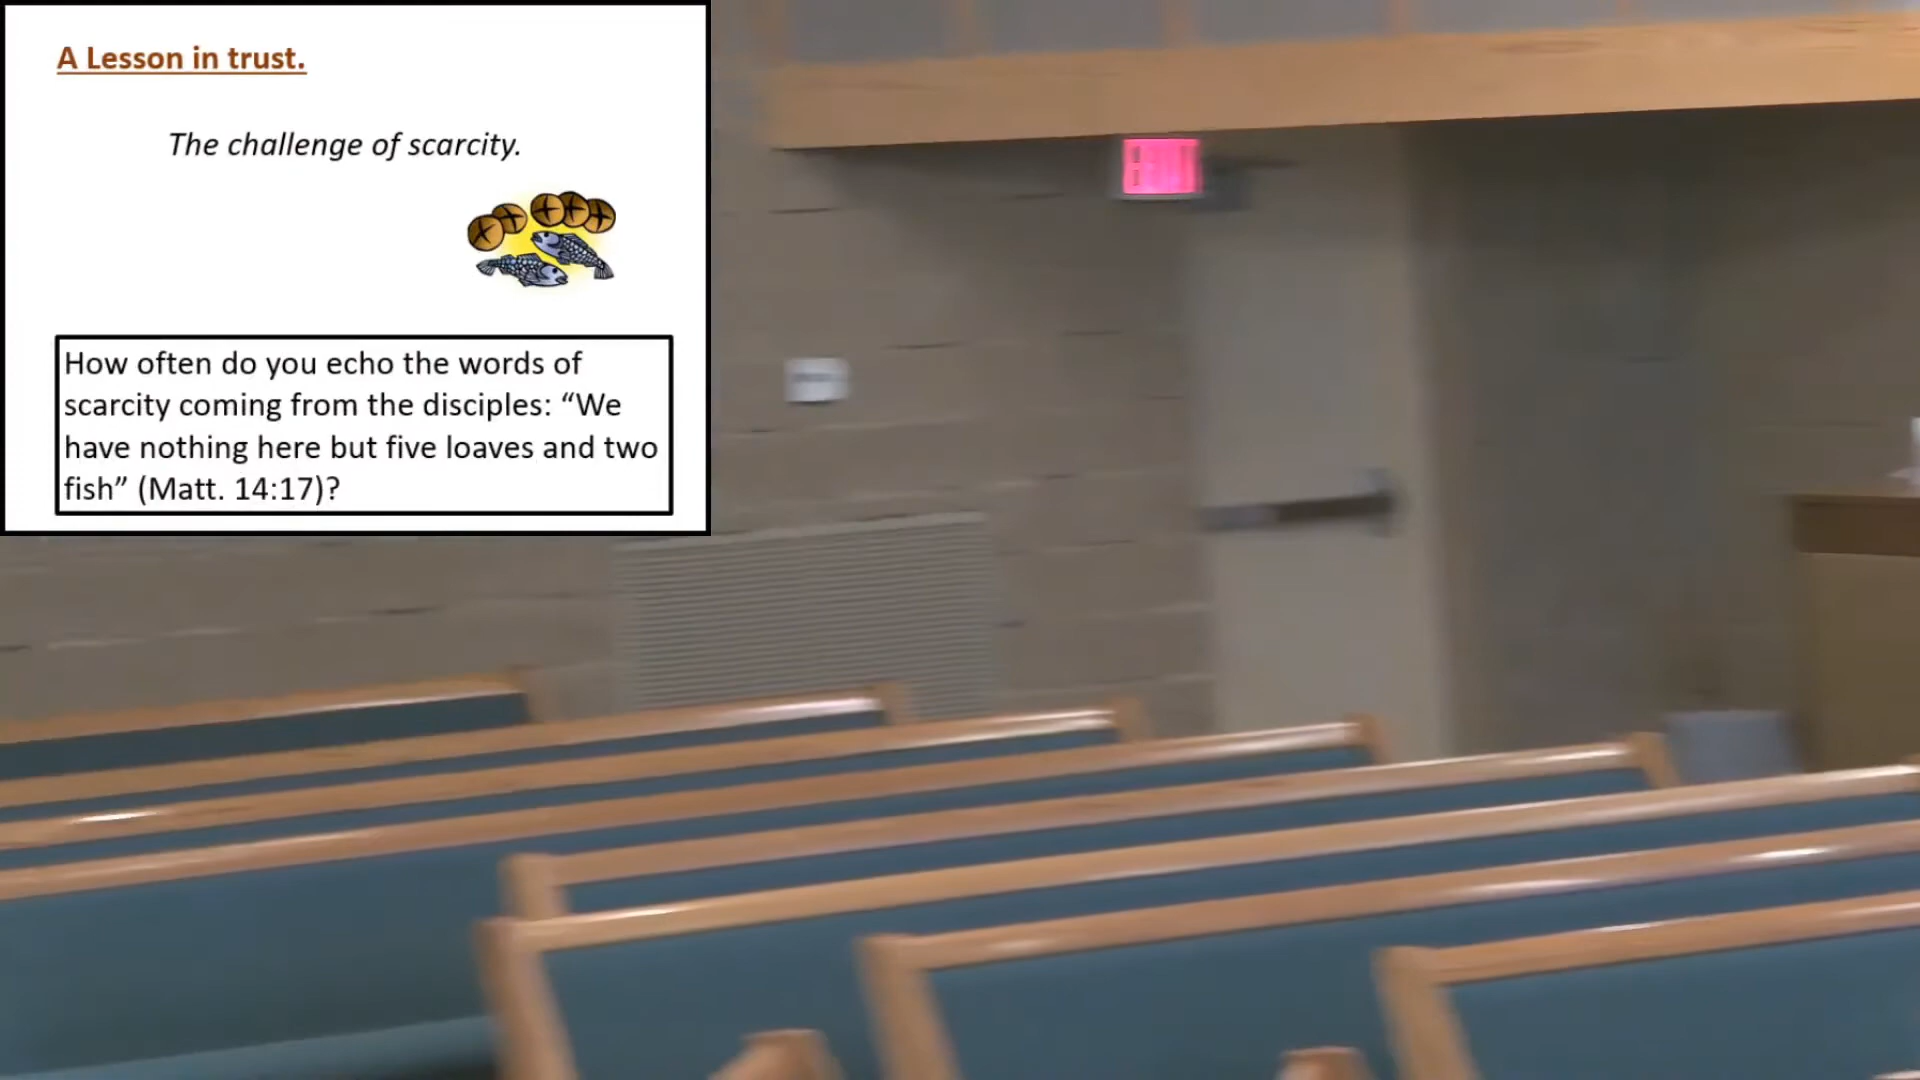 A Lesson in trust.
The challenge of scarcity.
How often do you echo the words of
scarcity coming from the disciples: “We
have nothing here but five loaves and two
fish” (Matt. 14:17)?